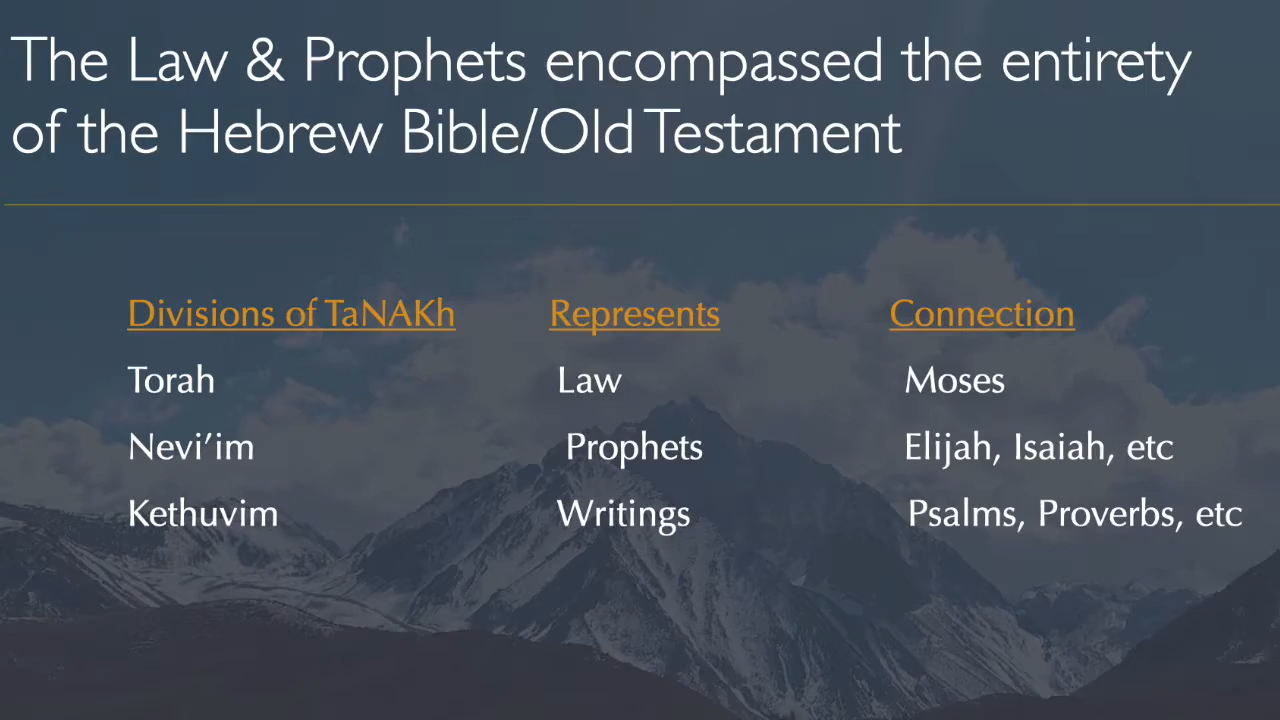 The Law & Prophets encompassed the entirety
of the Hebrew Bible/Old Testament
Divisions of TaNAKh Represents Connection
Torah Law Moses
Nevi’im Prophets Elijah, Isaiah, etc
Kethuvim Writings Psalms, Proverbs, etc